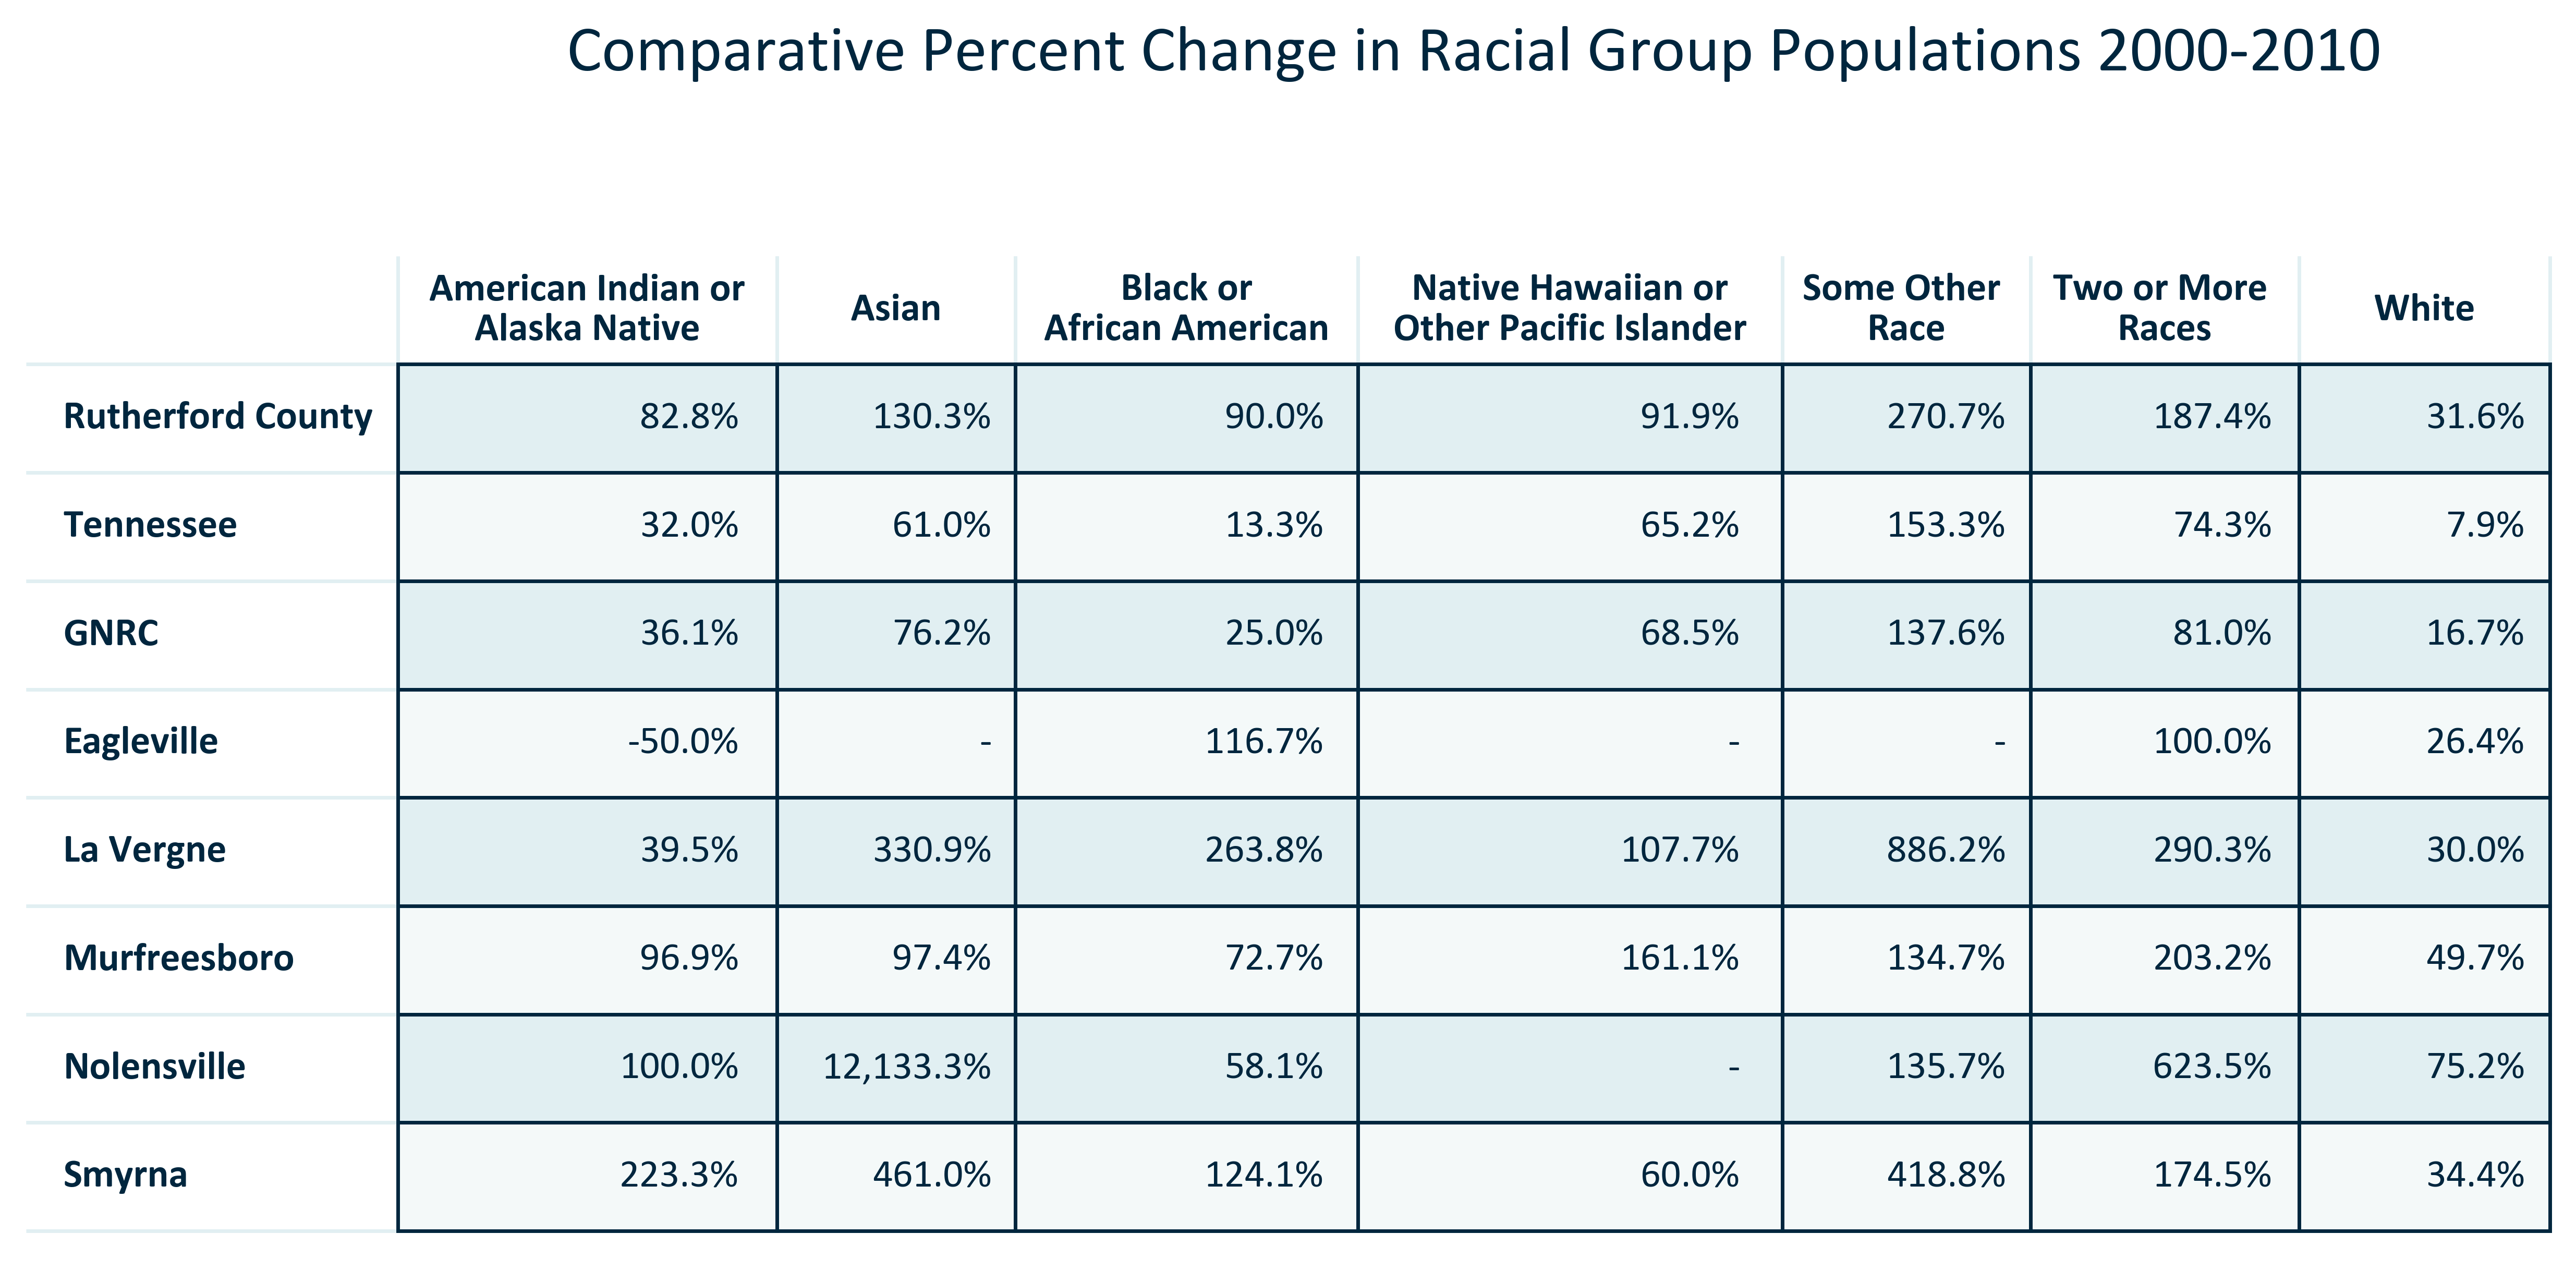 Comparative Percent Change in Racial Group Populations 2000-2010
American Indian or Alaska Native Asian Black or African American Native Hawaiian or Other Pacific Islander Some Other Race Two or More Races White
Rutherford County 82.8% 130.3% 90.0% 91.9% 270.7% 187.4% 31.6%
Tennessee 32.0% 61.0% 13.3% 65.2% 153.3% 74.3% 7.9%
GNRC 36.1% 76.2% 25.0% 68.5% 137.6% 81.0% 16.7%
Eagleville -50.0% - 116.7% - - 100.0% 26.4%
La Vergne 39.5% 330.9% 263.8% 107.7% 886.2% 290.3% 30.0%
Murfreesboro 96.9% 97.4% 72.7% 161.1% 134.7% 203.2% 49.7%
Nolensville 100.0% 12,133.3% 58.1% - 135.7% 623.5% 75.2%
Smyrna 223.3% 461.0% 124.1% 60.0% 418.8% 174.5% 34.4%